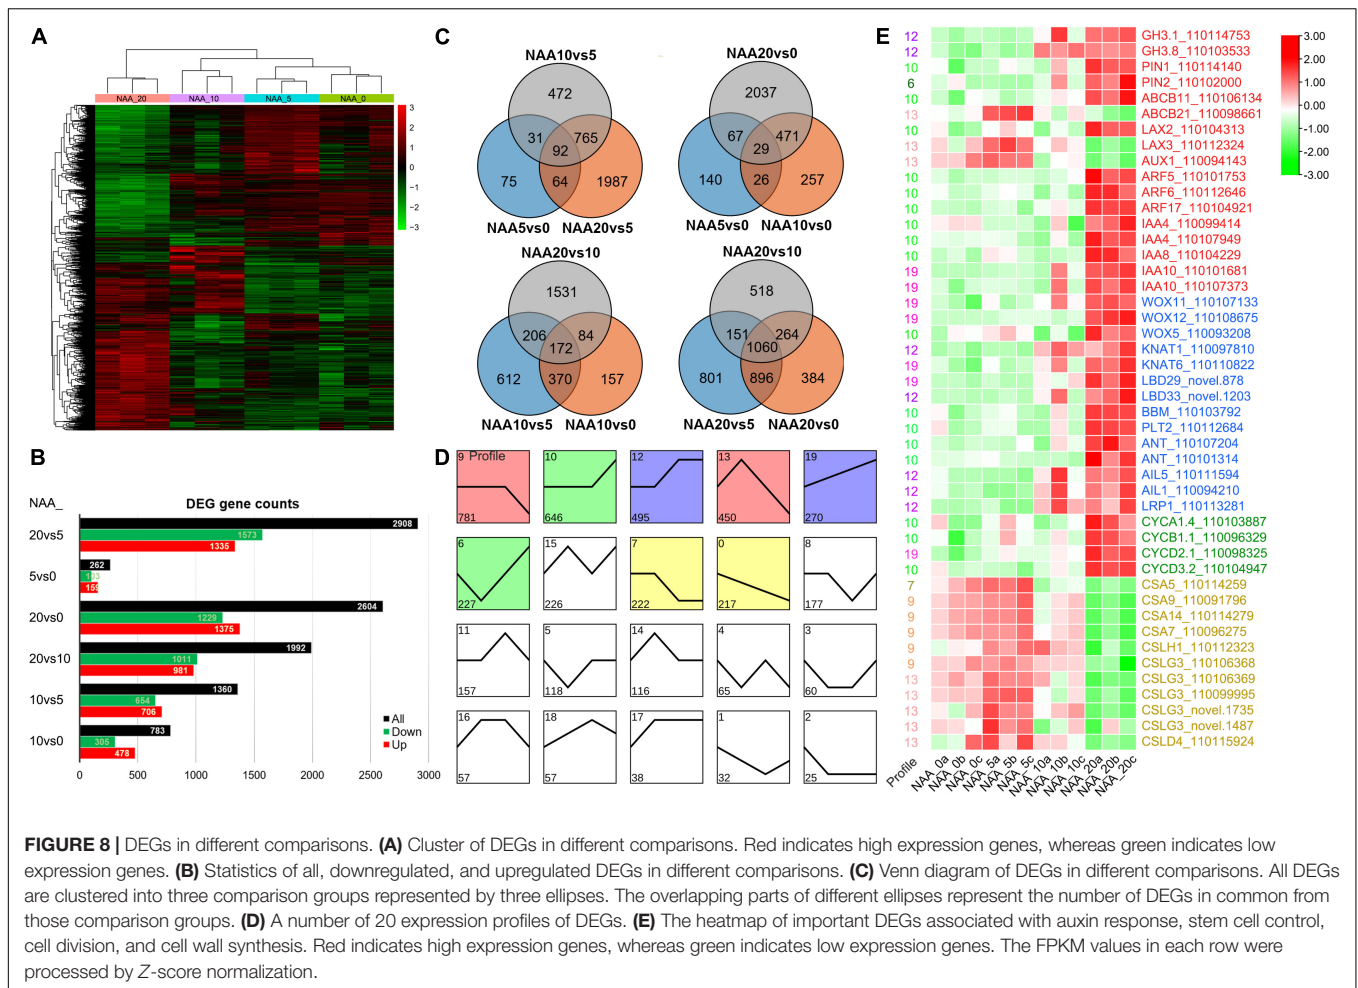 A
NAA_20 NAA_10 NAA_5 NAA_0
3
2
1
0
−1
−2
−3
B
NAA_
DEG gene counts
20vs5 2908 1573 1335
5vs0 262 103 159
20vs0 2604 1229 1375
20vs10 1992 1011 981
10vs5 1360 654 706
10vs0 783 305 478
All
Down
Up
0 500 1000 1500 2000 2500 3000
C
NAA10vs5
472
31 765
92
75 64 1987
NAA5vs0 NAA20vs5
NAA20vs0
2037
67 471
29
140 26 257
NAA5vs0 NAA10vs0
NAA20vs10
1531
206 84
172
612 370 157
NAA10vs5 NAA10vs0
NAA20vs10
518
151 264
1060
801 896 384
NAA20vs5 NAA20vs0
D
9 Profile 10 12 13 19
781 646 495 450 270
6 15 7 0 8
227 226 222 217 177
11 5 14 4 3
157 118 116 65 60
16 18 17 1 2
57 57 38 32 25
E
12 GH3.1_110114753
12 GH3.8_110103533
10 PIN1_110114140
6 PIN2_110102000
10 ABCB11_110106134
13 ABCB21_110098661
10 LAX2_110104313
13 LAX3_110112324
13 AUX1_110094143
10 ARF5_110101753
10 ARF6_110112646
10 ARF17_110104921
10 IAA4_110099414
10 IAA4_110107949
10 IAA8_110104229
19 IAA10_110101681
19 IAA10_110107373
19 WOX11_110107133
19 WOX12_110108675
10 WOX5_110093208
12 KNAT1_110097810
19 KNAT6_110110822
19 LBD29_novel.878
12 LBD33_novel.1203
10 BBM_110103792
10 PLT2_110112684
10 ANT_110107204
10 ANT_110101314
12 AIL5_110111594
12 AIL1_110094210
12 LRP1_110113281
10 CYCA1.4_110103887
10 CYCB1.1_110096329
19 CYCD2.1_110098325
10 CYCD3.2_110104947
7 CSA5_110114259
9 CSA9_110091796
9 CSA14_110114279
9 CSA7_110096275
9 CSLH1_110112323
9 CSLG3_110106368
13 CSLG3_110106369
13 CSLG3_110099995
13 CSLG3_novel.1735
13 CSLG3_novel.1487
13 CSLD4_110115924
Profile NAA_0a NAA_0b NAA_0c NAA_5a NAA_5b NAA_5c NAA_10a NAA_10b NAA_10c NAA_20a NAA_20b NAA_20c
3.00
2.00
1.00
0.00
-1.00
-2.00
-3.00
FIGURE 8 | DEGs in different comparisons. (A) Cluster of DEGs in different comparisons. Red indicates high expression genes, whereas green indicates low
expression genes. (B) Statistics of all, downregulated, and upregulated DEGs in different comparisons. (C) Venn diagram of DEGs in different comparisons. All DEGs
are clustered into three comparison groups represented by three ellipses. The overlapping parts of different ellipses represent the number of DEGs in common from
those comparison groups. (D) A number of 20 expression profiles of DEGs. (E) The heatmap of important DEGs associated with auxin response, stem cell control,
cell division, and cell wall synthesis. Red indicates high expression genes, whereas green indicates low expression genes. The FPKM values in each row were
processed by Z-score normalization.